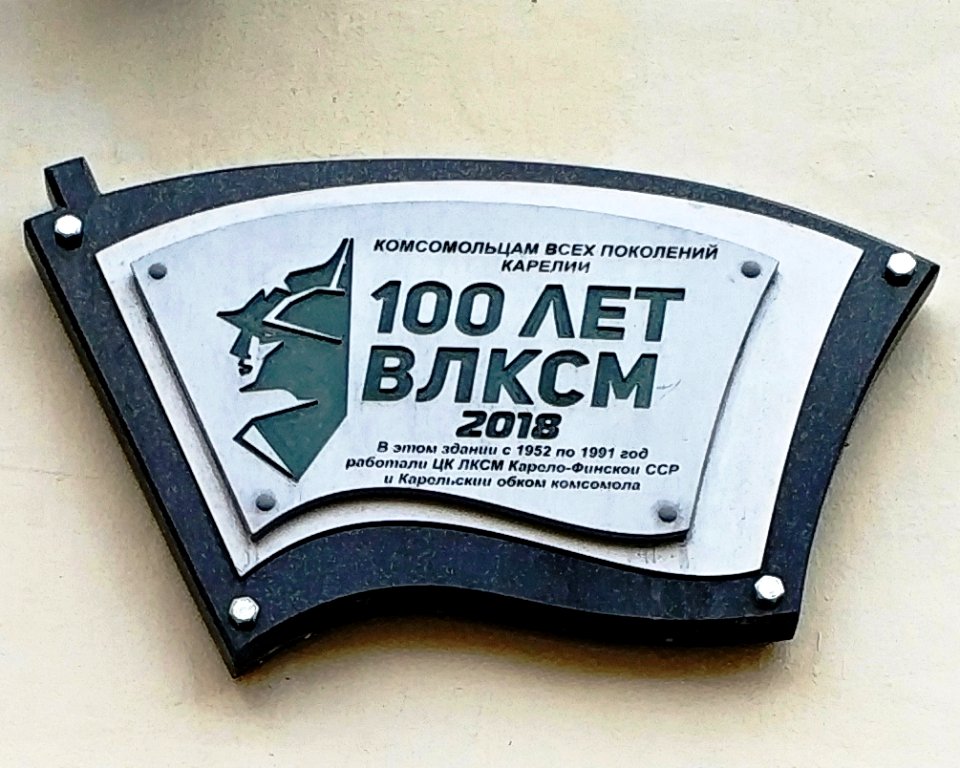 КОМСОМОЛЬЦАМ ВСЕХ ПОКОЛЕНИЙ
КАРЕЛИИ
100 ЛЕТ
ВЛКСМ
2018
В этом здании с 1952 по 1991 год
работали ЦК ЛКСМ Карело-Финской ССР
и Карельский обком комсомола